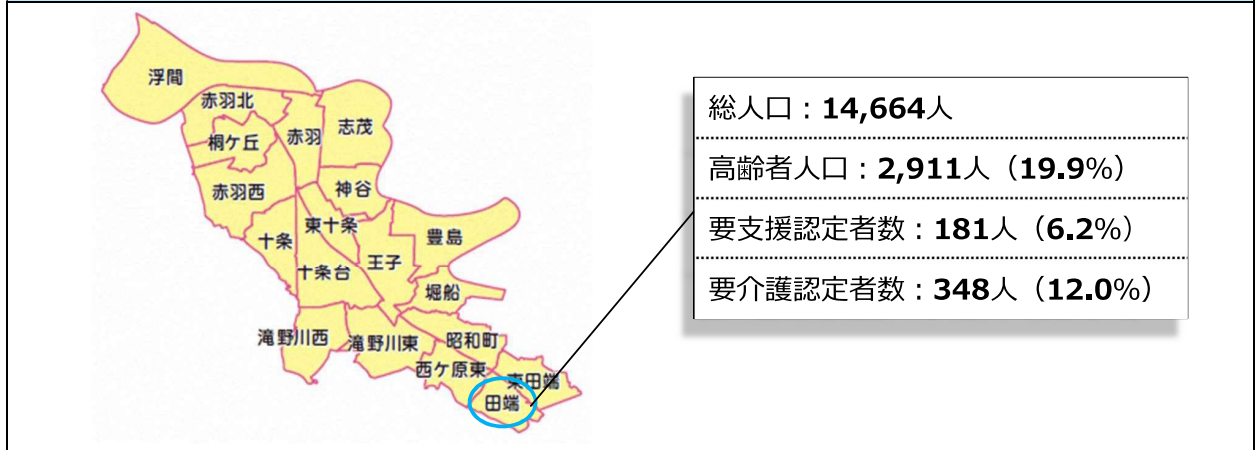 浮間
赤羽北
桐ケ丘
赤羽
志茂
赤羽西
神谷
東十条
十条
豊島
王子
十条台
堀船
滝野川西
滝野川東
昭和町
西ケ原東
東田端
田端
総人口：14,664人
高齢者人口：2,911人（19.9%）
要支援認定者数：181人（6.2%）
要介護認定者数：348人（12.0%）